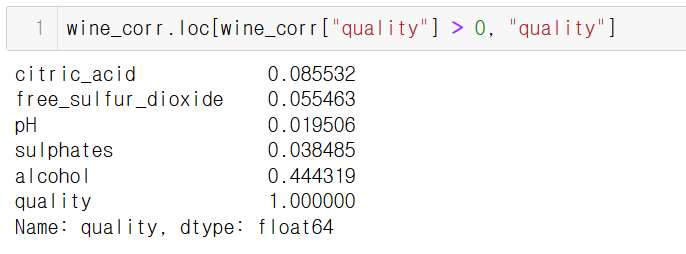 1 wine_corr.loc[wine_corr["quality"] > 0, "quality"]
citric_acid 0.085532
free_sulfur_dioxide 0.055463
pH 0.019506
sulphates 0.038485
alcohol 0.444319
quality 1.000000
Name: quality, dtype: float64